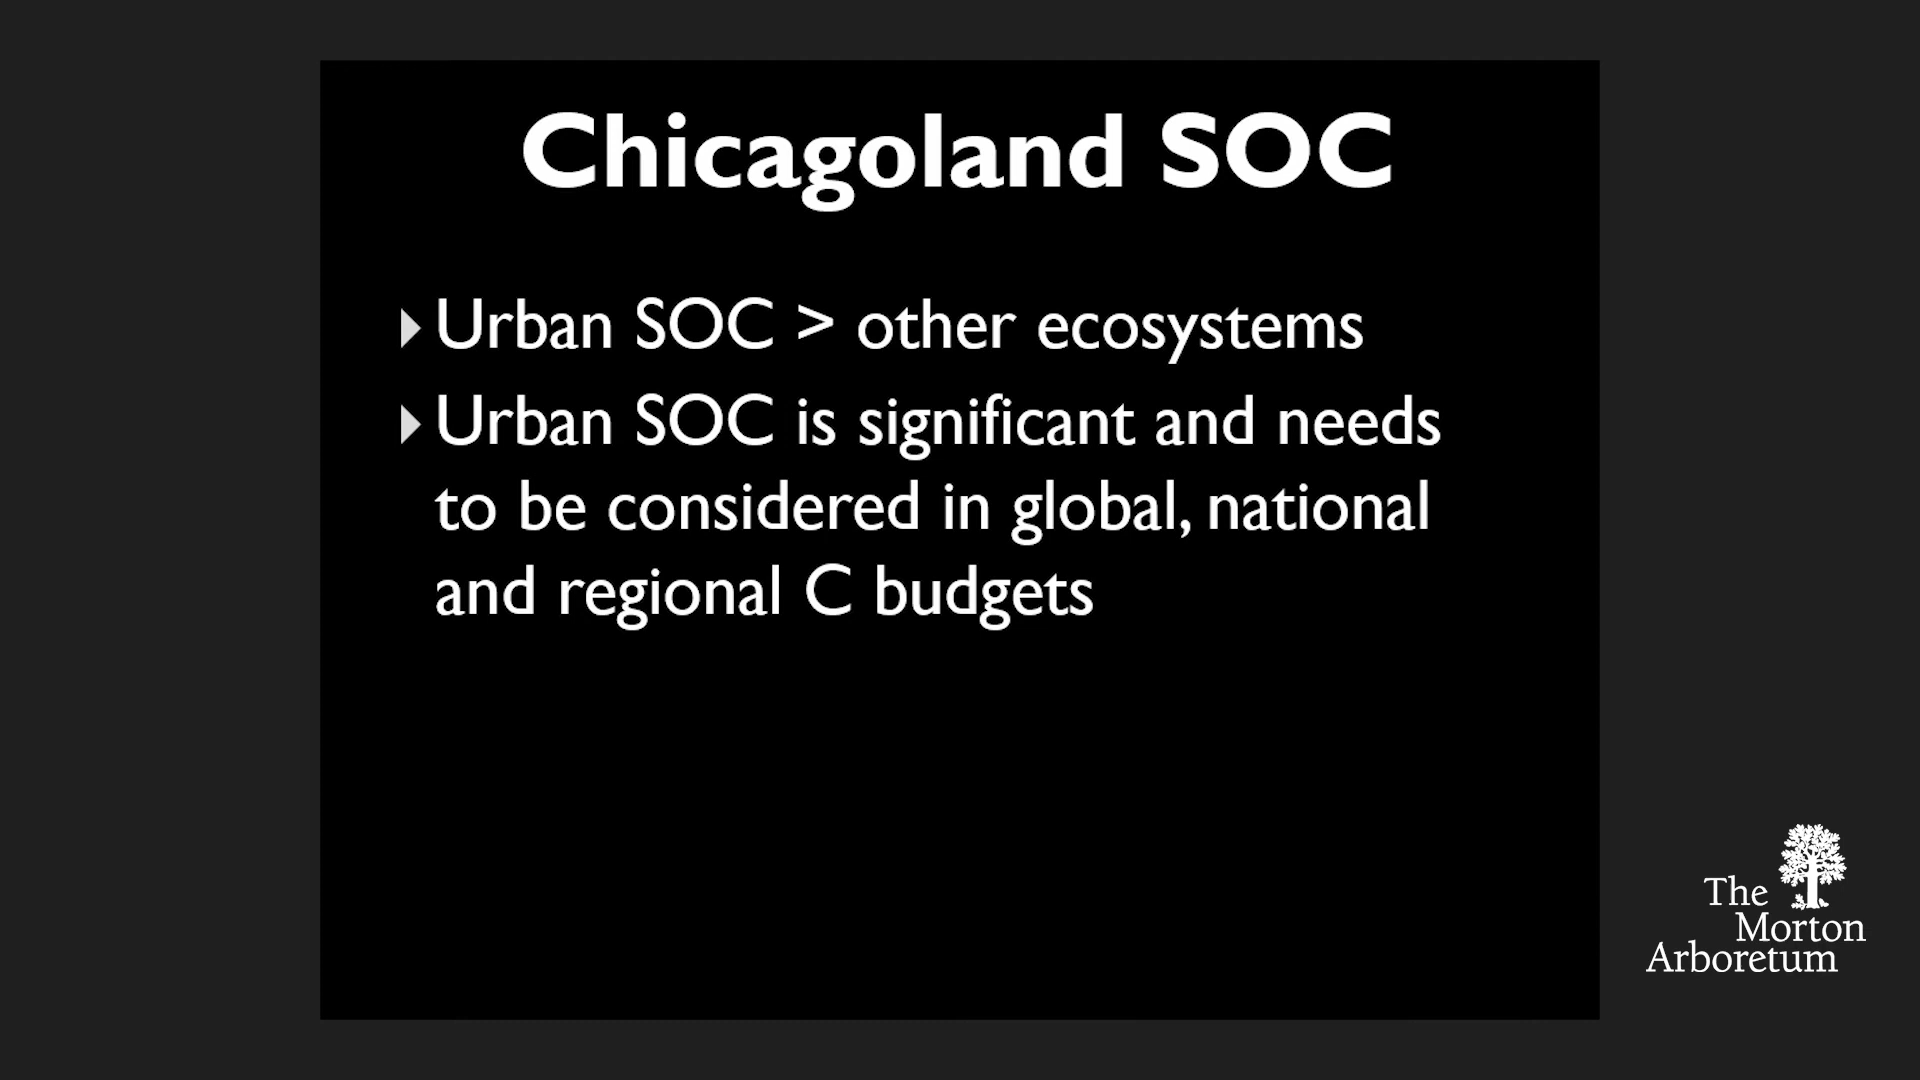 Chicagoland SOC
Urban SOC > other ecosystems
Urban SOC is significant and needs
to be considered in global, national
and regional C budgets
The
Morton
Arboretum